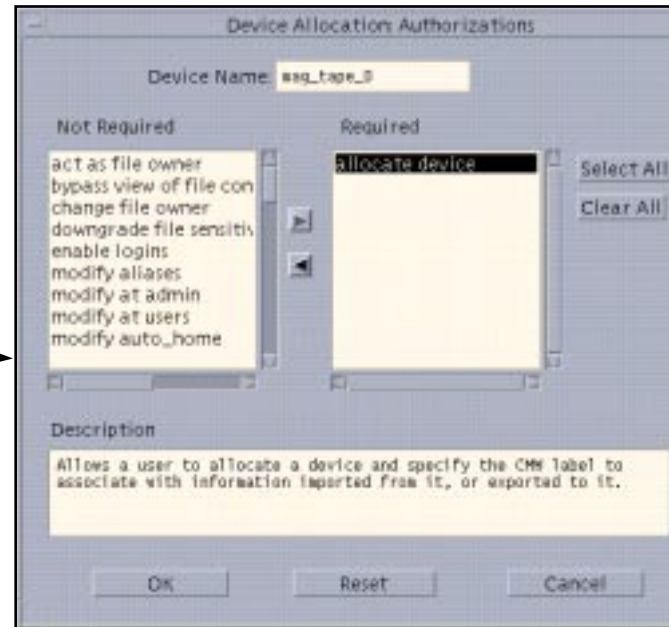 Device Allocation: Authorizations
Device Name: mag_tape_0
Not Required
Required
act as file owner
bypass view of file con
change file owner
downgrade file sensitiv
enable logins
modify aliases
modify at admin
modify at users
modify auto_home
allocate device
Select All
Clear All
Description
Allows a user to allocate a device and specify the CMW label to
associate with information imported from it, or exported to it.
OK
Reset
Cancel